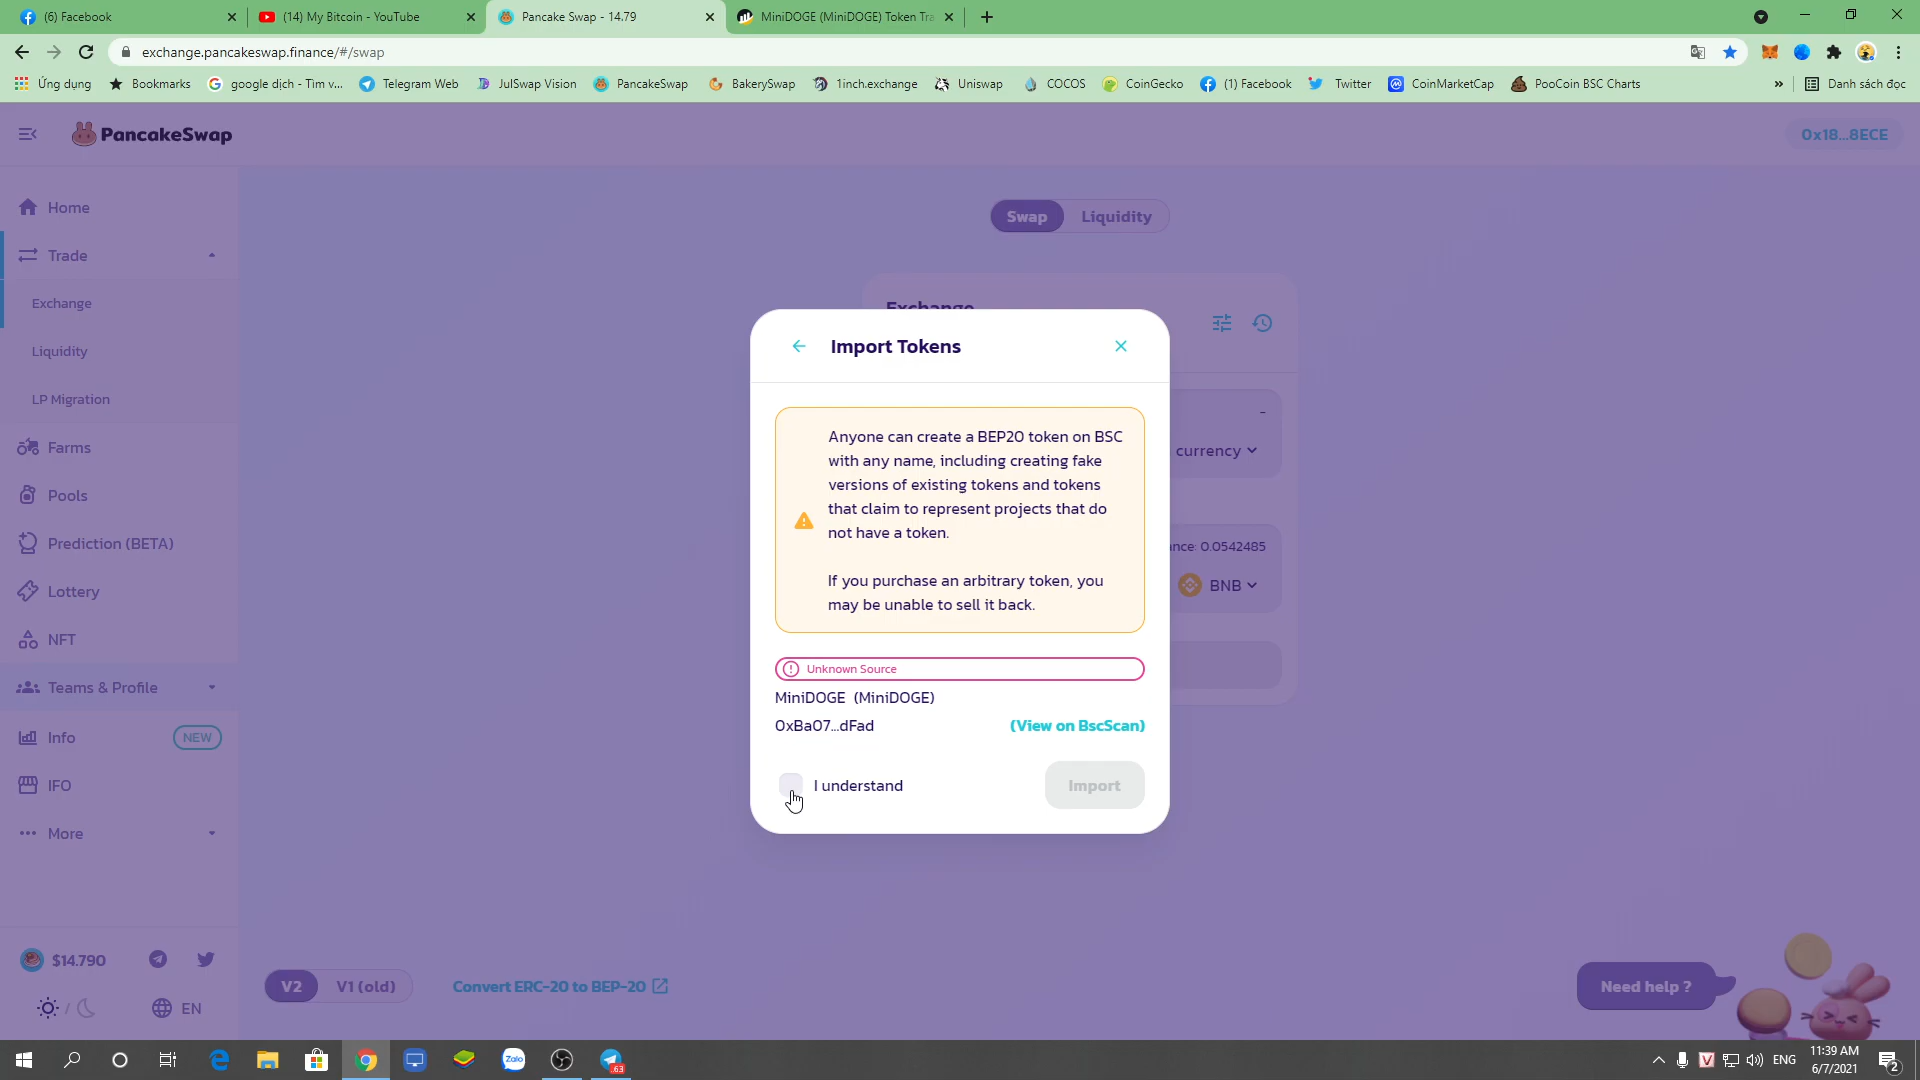 (6) Facebook
(14) My Bitcoin - YouTube
Pancake Swap - 14.79
MiniDOGE (MiniDOGE) Token Tra
exchange.pancakeswap.finance/#/swap
Ứng dụng
Bookmarks
google dịch - Tìm v...
Telegram Web
JulSwap Vision
PancakeSwap
BakerySwap
1inch.exchange
Uniswap
COCOS
CoinGecko
(1) Facebook
Twitter
CoinMarketCap
PooCoin BSC Charts
»
Danh sách đọc
PancakeSwap
0x18...8ECE
Home
Trade
Exchange
Liquidity
LP Migration
Farms
Pools
Prediction (BETA)
Lottery
NFT
Teams & Profile
Info
NEW
IFO
More
$14.790
EN
Swap
Liquidity
Exchange
-
currency
nce: 0.0542485
BNB
Import Tokens
Anyone can create a BEP20 token on BSC
with any name, including creating fake
versions of existing tokens and tokens
that claim to represent projects that do
not have a token.
If you purchase an arbitrary token, you
may be unable to sell it back.
Unknown Source
MiniDOGE (MiniDOGE)
0xBa07...dFad
(View on BscScan)
I understand
Import
V2
V1 (old)
Convert ERC-20 to BEP-20
Need help ?
Zalo
63
ENG
11:39 AM
6/7/2021
2